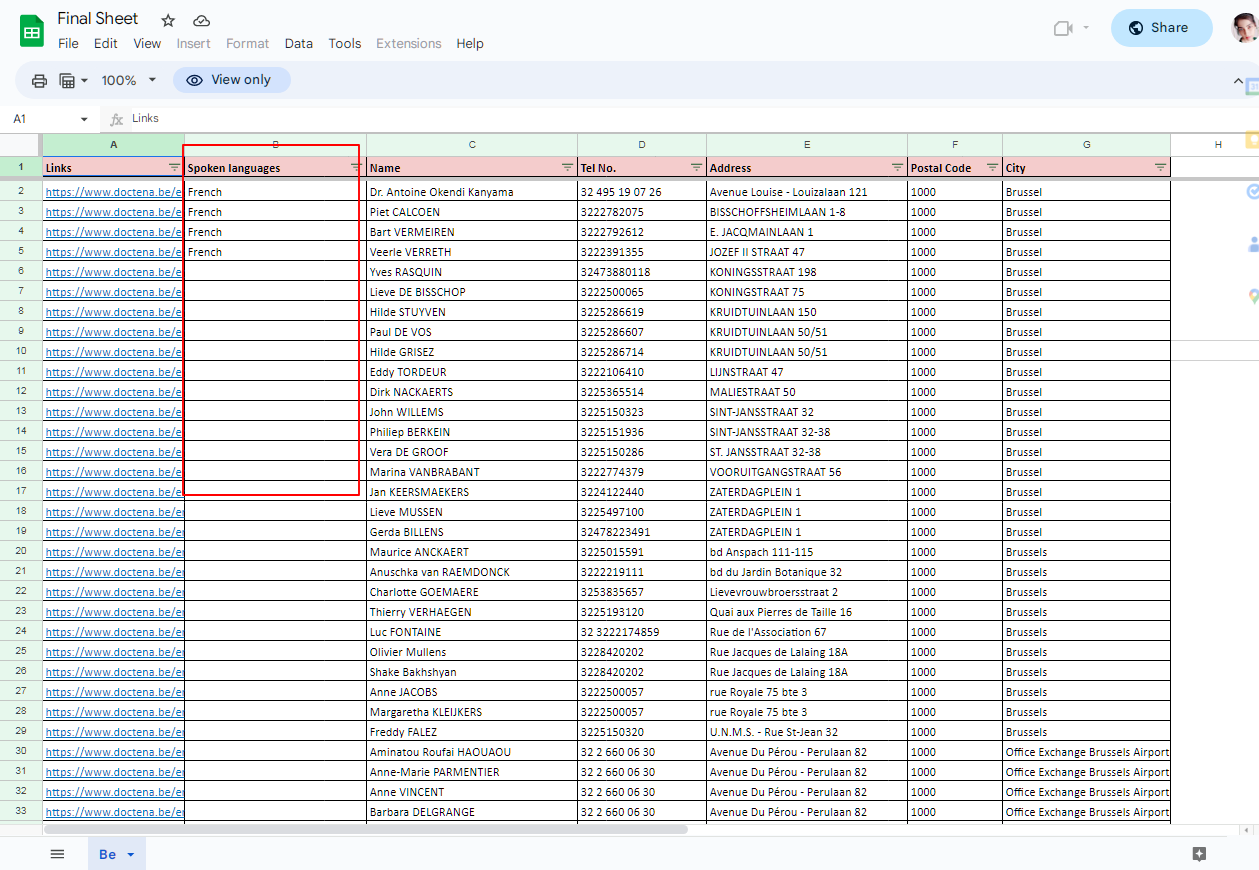 Final Sheet
File Edit View Insert Format Data Tools Extensions Help
Share
100% View only
A1 fx Links
A B C D E F G H
1 Links Spoken languages Name Tel No. Address Postal Code City
2 https://www.doctena.be/e French Dr. Antoine Okendi Kanyama 32 495 19 07 26 Avenue Louise - Louizalaan 121 1000 Brussel
3 https://www.doctena.be/e French Piet CALCOEN 3222782075 BISSCHOFFSHEIMLAAN 1-8 1000 Brussel
4 https://www.doctena.be/e French Bart VERMEIREN 3222792612 E. JACQMAINLAAN 1 1000 Brussel
5 https://www.doctena.be/e French Veerle VERRETH 3222391355 JOZEF II STRAAT 47 1000 Brussel
6 https://www.doctena.be/e Yves RASQUIN 32473880118 KONINGSSTRAAT 198 1000 Brussel
7 https://www.doctena.be/e Lieve DE BISSCHOP 3222500065 KONINGSTRAAT 75 1000 Brussel
8 https://www.doctena.be/e Hilde STUYVEN 3225286619 KRUIDTUINLAAN 150 1000 Brussel
9 https://www.doctena.be/e Paul DE VOS 3225286607 KRUIDTUINLAAN 50/51 1000 Brussel
10 https://www.doctena.be/e Hilde GRISEZ 3225286714 KRUIDTUINLAAN 50/51 1000 Brussel
11 https://www.doctena.be/e Eddy TORDEUR 3222106410 LIJNSTRAAT 47 1000 Brussel
12 https://www.doctena.be/e Dirk NACKAERTS 3225365514 MALIESTRAAT 50 1000 Brussel
13 https://www.doctena.be/e John WILLEMS 3225150323 SINT-JANSSTRAAT 32 1000 Brussel
14 https://www.doctena.be/e Philiep BERKEIN 3225151936 SINT-JANSSTRAAT 32-38 1000 Brussel
15 https://www.doctena.be/e Vera DE GROOF 3225150286 ST. JANSSTRAAT 32-38 1000 Brussel
16 https://www.doctena.be/e Marina VANBRABANT 3222774379 VOORUITGANGSTRAAT 56 1000 Brussel
17 https://www.doctena.be/e Jan KEERSMAEKERS 3224122440 ZATERDAGPLEIN 1 1000 Brussel
18 https://www.doctena.be/e Lieve MUSSEN 3225497100 ZATERDAGPLEIN 1 1000 Brussel
19 https://www.doctena.be/e Gerda BILLENS 32478223491 ZATERDAGPLEIN 1 1000 Brussel
20 https://www.doctena.be/e Maurice ANCKAERT 3225015591 bd Anspach 111-115 1000 Brussels
21 https://www.doctena.be/e Anuschka van RAEMDONCK 3222219111 bd du Jardin Botanique 32 1000 Brussels
22 https://www.doctena.be/e Charlotte GOEMAERE 3253835657 Lievevrouwbroersstraat 2 1000 Brussels
23 https://www.doctena.be/e Thierry VERHAEGEN 3225193120 Quai aux Pierres de Taille 16 1000 Brussels
24 https://www.doctena.be/e Luc FONTAINE 32 3222174859 Rue de l'Association 67 1000 Brussels
25 https://www.doctena.be/e Olivier Mullens 3228420202 Rue Jacques de Lalaing 18A 1000 Brussels
26 https://www.doctena.be/e Shake Bakhshyan 3228420202 Rue Jacques de Lalaing 18A 1000 Brussels
27 https://www.doctena.be/e Anne JACOBS 3222500057 rue Royale 75 bte 3 1000 Brussels
28 https://www.doctena.be/e Margaretha KLEIJKERS 3222500057 rue Royale 75 bte 3 1000 Brussels
29 https://www.doctena.be/e Freddy FALEZ 3225150320 U.N.M.S. - Rue St-Jean 32 1000 Brussels
30 https://www.doctena.be/e Aminatou Roufai HAOUAOU 32 2 660 06 30 Avenue Du Pérou - Perulaan 82 1000 Office Exchange Brussels Airport
31 https://www.doctena.be/e Anne-Marie PARMENTIER 32 2 660 06 30 Avenue Du Pérou - Perulaan 82 1000 Office Exchange Brussels Airport
32 https://www.doctena.be/e Anne VINCENT 32 2 660 06 30 Avenue Du Pérou - Perulaan 82 1000 Office Exchange Brussels Airport
33 https://www.doctena.be/e Barbara DELGRANGE 32 2 660 06 30 Avenue Du Pérou - Perulaan 82 1000 Office Exchange Brussels Airport
Be